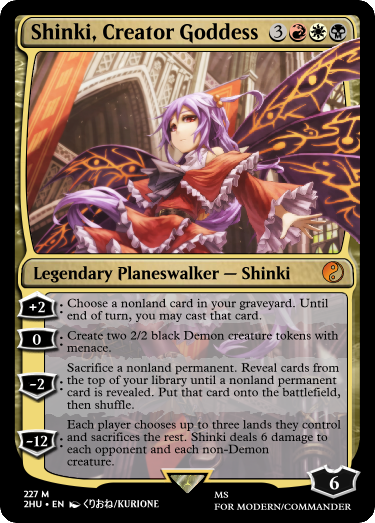 Shinki, Creator Goddess 3
Legendary Planeswalker — Shinki
+2: Choose a nonland card in your graveyard. Until
end of turn, you may cast that card.
0: Create two 2/2 black Demon creature tokens with
menace.
Sacrifice a nonland permanent. Reveal cards from
the top of your library until a nonland permanent
-2: card is revealed. Put that card onto the battlefield,
then shuffle.
Each player chooses up to three lands they control
-12: and sacrifices the rest. Shinki deals 6 damage to
each opponent and each non-Demon
creature.
6
227 M
MS
2HU • EN くりおね/KURIONE
FOR MODERN/COMMANDER